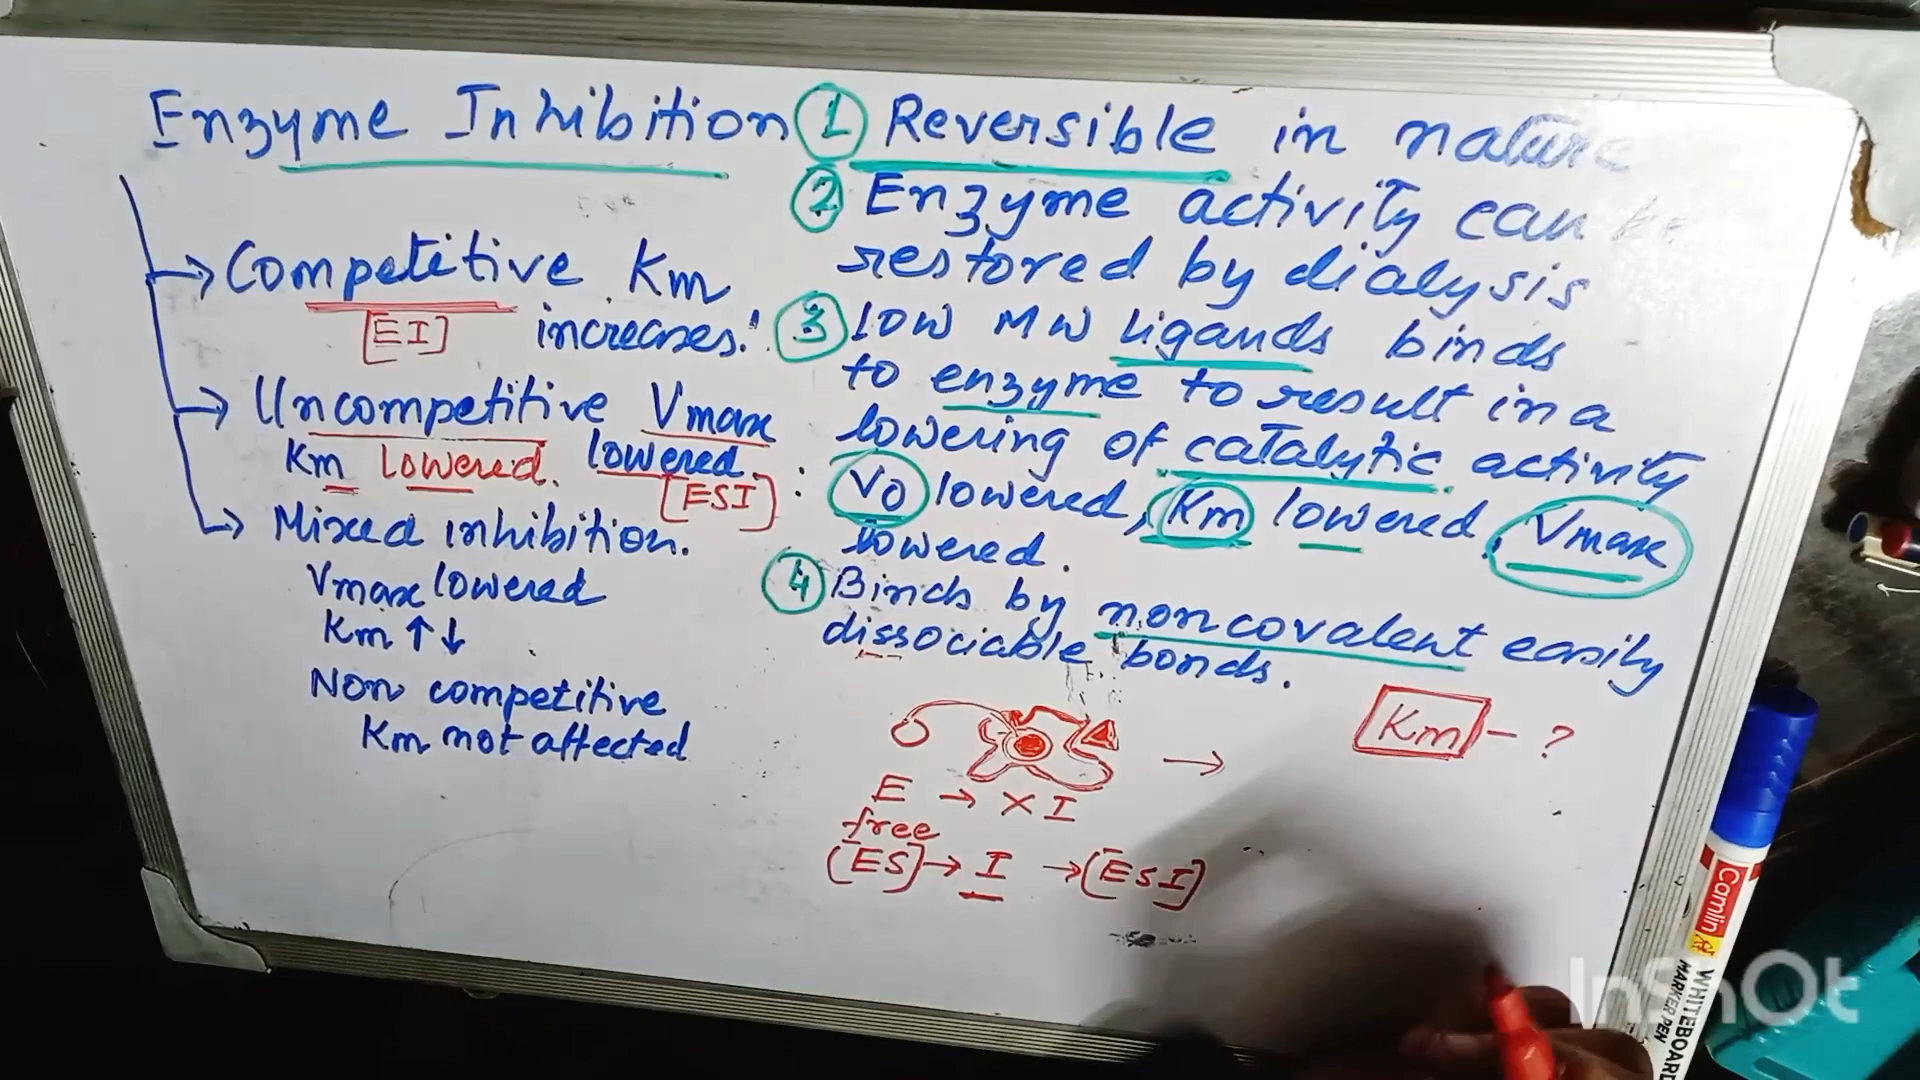 Enzyme Inhibition
→ Competitive Km
[EI] increases.
→ Uncompetitive Vmax
Km lowered. lowered
[ESI]
→ Mixed inhibition.
Vmax lowered
Km ↑↓
Non competitive
Km not affected
1 Reversible in nature
2 Enzyme activity can be
restored by dialysis
3 low MW ligands binds
to enzyme to result in a
lowering of catalytic activity
: Vo lowered, Km lowered, Vmax
lowered.
4 Binds by non covalent easily
dissociable bonds.
Km - ?
E → X I
free
[ES] → I → [ESI]
Camlin
WHITEBOARD
MARKER PEN
InShOt